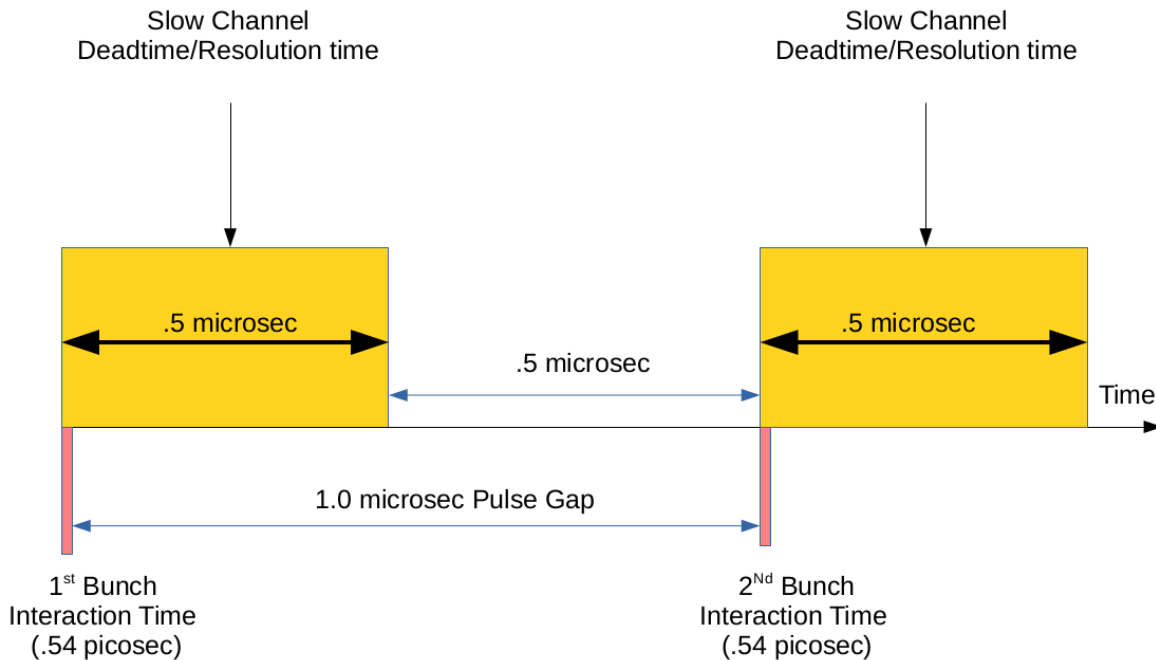 Slow Channel
Deadtime/Resolution time
Slow Channel
Deadtime/Resolution time
.5 microsec
.5 microsec
.5 microsec
Time
1.0 microsec Pulse Gap
1st Bunch
Interaction Time
(.54 picosec)
2Nd Bunch
Interaction Time
(.54 picosec)